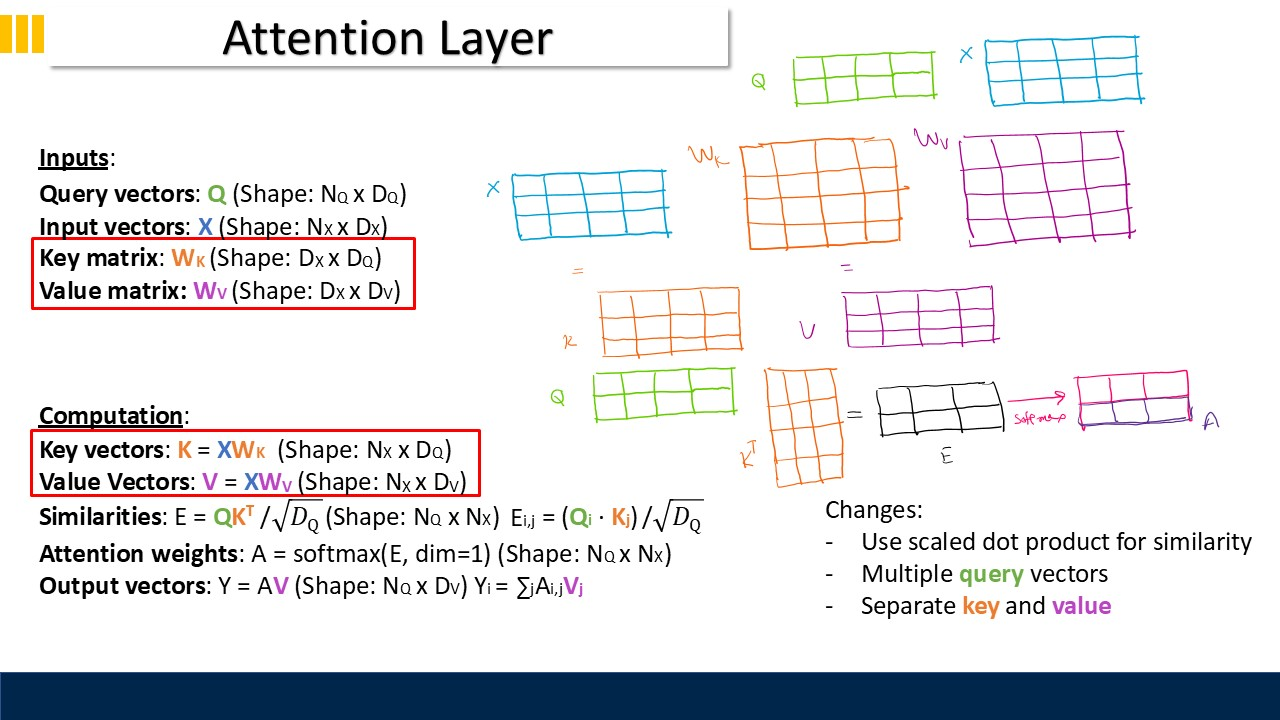 Attention Layer
Q
X
Inputs:
Query vectors: Q (Shape: NQ x DQ)
Input vectors: X (Shape: NX x DX)
Key matrix: WK (Shape: DX x DQ)
Value matrix: WV (Shape: DX x DV)
X
WK
WV
=
=
K
V
Q
KT
=
E
softmax
A
Computation:
Key vectors: K = XWK (Shape: NX x DQ)
Value Vectors: V = XWV (Shape: NX x DV)
Similarities: E = QKT /√DQ (Shape: NQ x NX) Ei,j = (Qi · Kj) /√DQ
Attention weights: A = softmax(E, dim=1) (Shape: NQ x NX)
Output vectors: Y = AV (Shape: NQ x DV) Yi = ∑jAi,jVj
Changes:
- Use scaled dot product for similarity
- Multiple query vectors
- Separate key and value